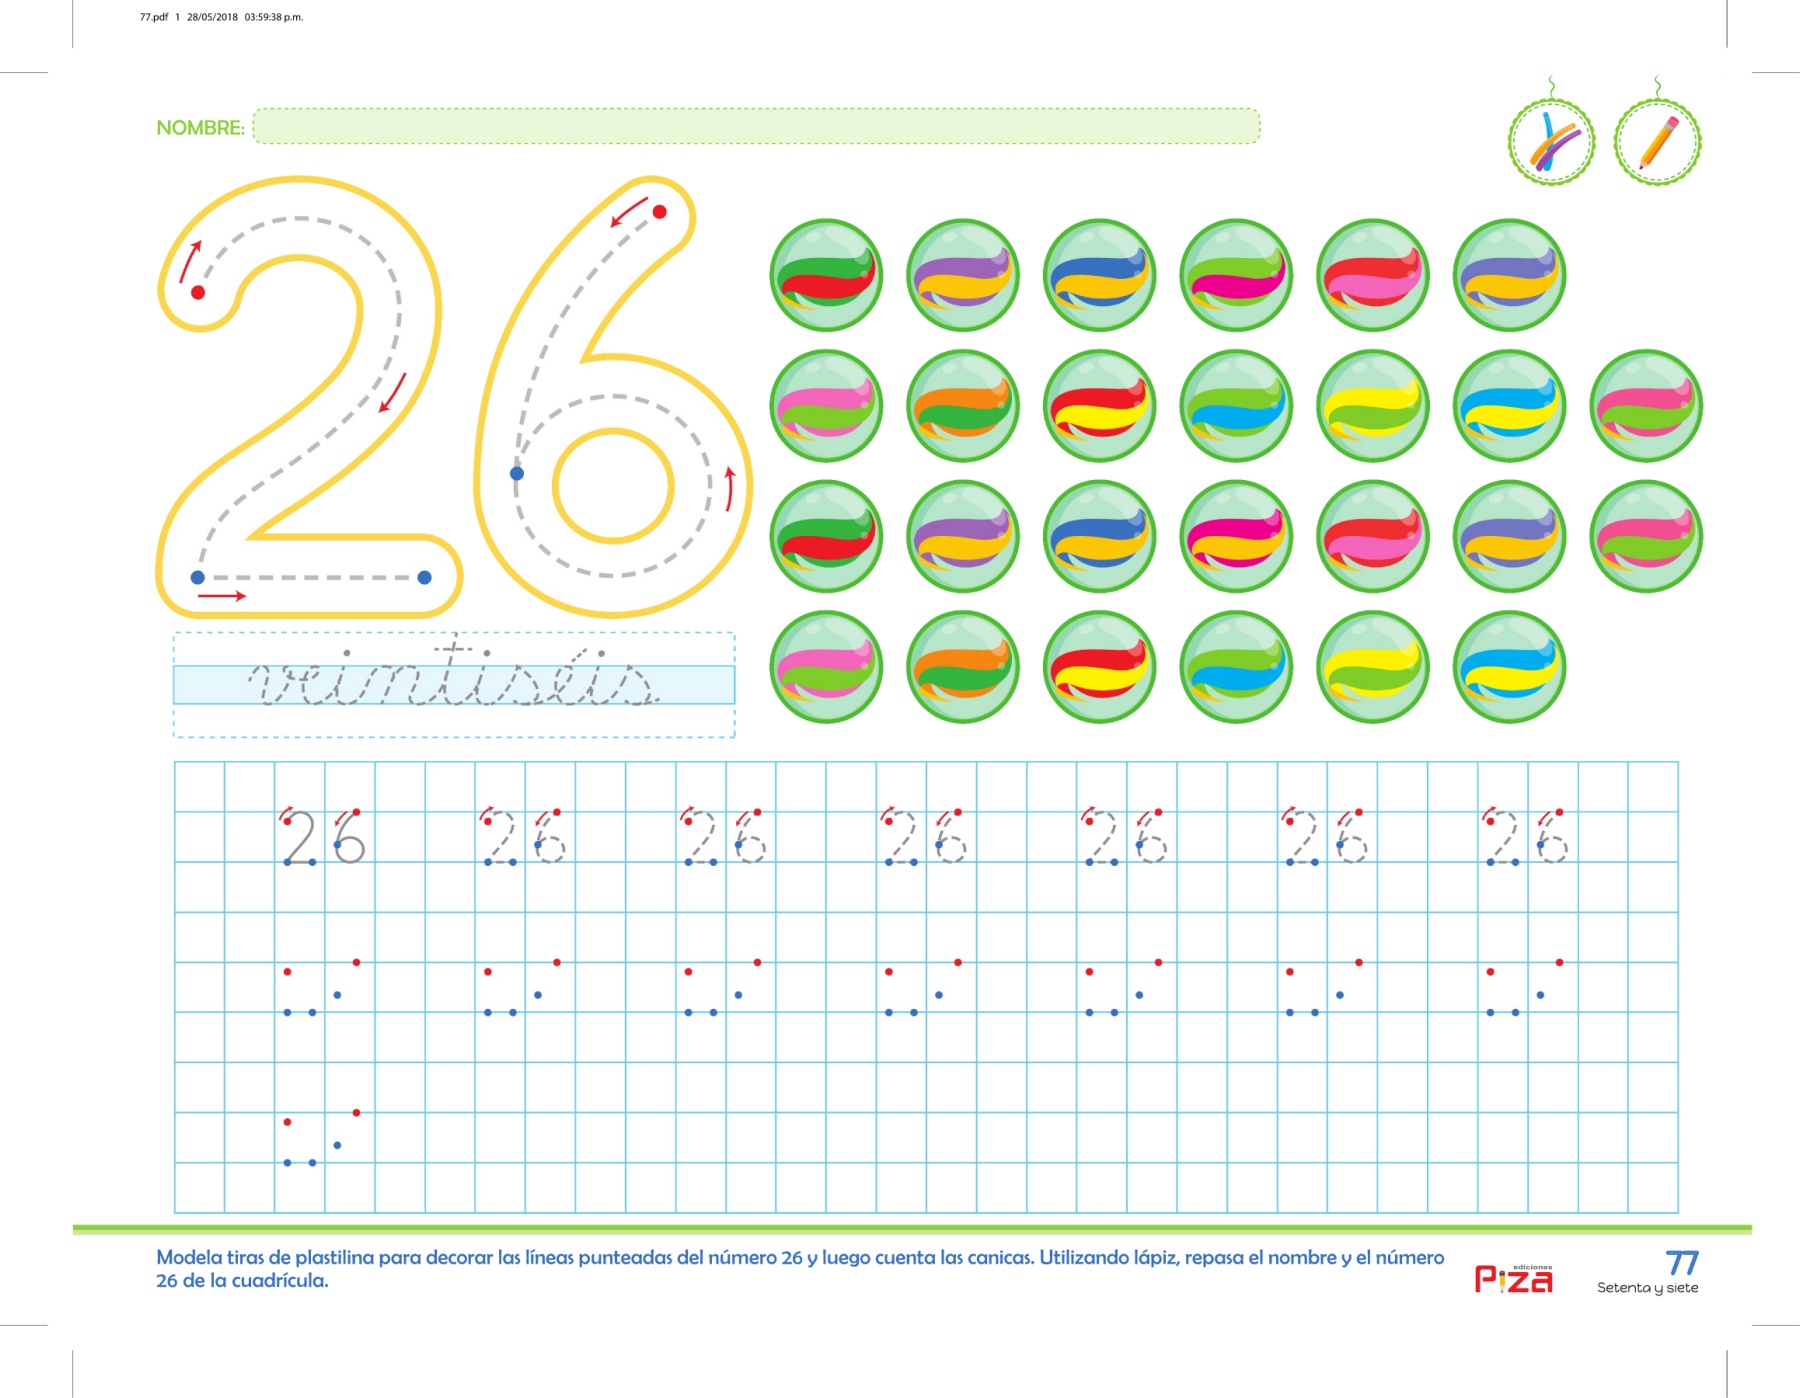 77.pdf 1 28/05/2018 03:59:38 p.m.
NOMBRE:
26
veintiséis
26 26 26 26 26 26 26
Modela tiras de plastilina para decorar las líneas punteadas del número 26 y luego cuenta las canicas. Utilizando lápiz, repasa el nombre y el número
26 de la cuadrícula.
ediciones
Piza
77
Setenta y siete